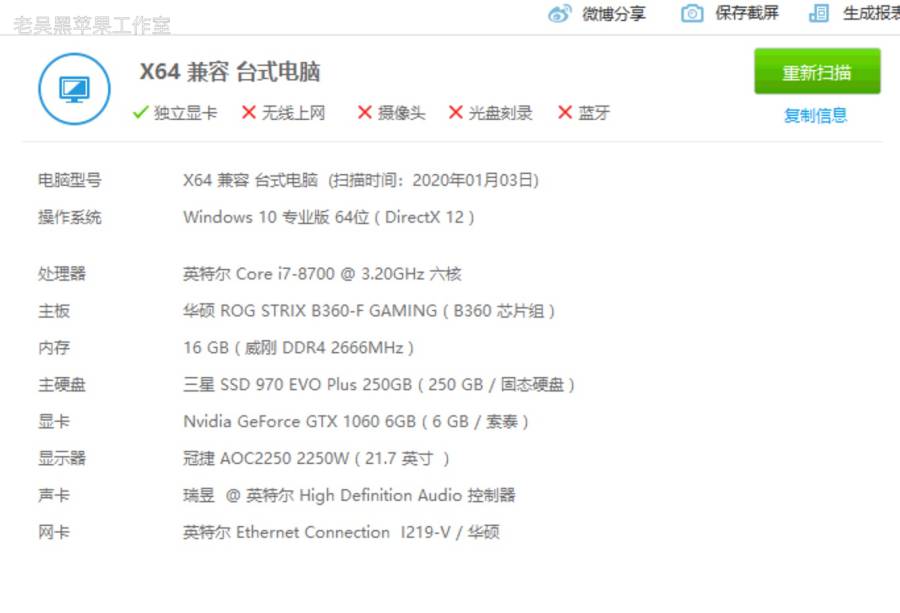 微博分享 保存截屏 生成报表
老吴黑苹果工作室
X64 兼容 台式电脑
重新扫描
独立显卡 无线上网 摄像头 光盘刻录 蓝牙
复制信息
电脑型号 X64 兼容 台式电脑 (扫描时间：2020年01月03日)
操作系统 Windows 10 专业版 64位 ( DirectX 12 )
处理器 英特尔 Core i7-8700 @ 3.20GHz 六核
主板 华硕 ROG STRIX B360-F GAMING ( B360 芯片组 )
内存 16 GB ( 威刚 DDR4 2666MHz )
主硬盘 三星 SSD 970 EVO Plus 250GB ( 250 GB / 固态硬盘 )
显卡 Nvidia GeForce GTX 1060 6GB ( 6 GB / 索泰 )
显示器 冠捷 AOC2250 2250W ( 21.7 英寸 )
声卡 瑞昱 @ 英特尔 High Definition Audio 控制器
网卡 英特尔 Ethernet Connection I219-V / 华硕